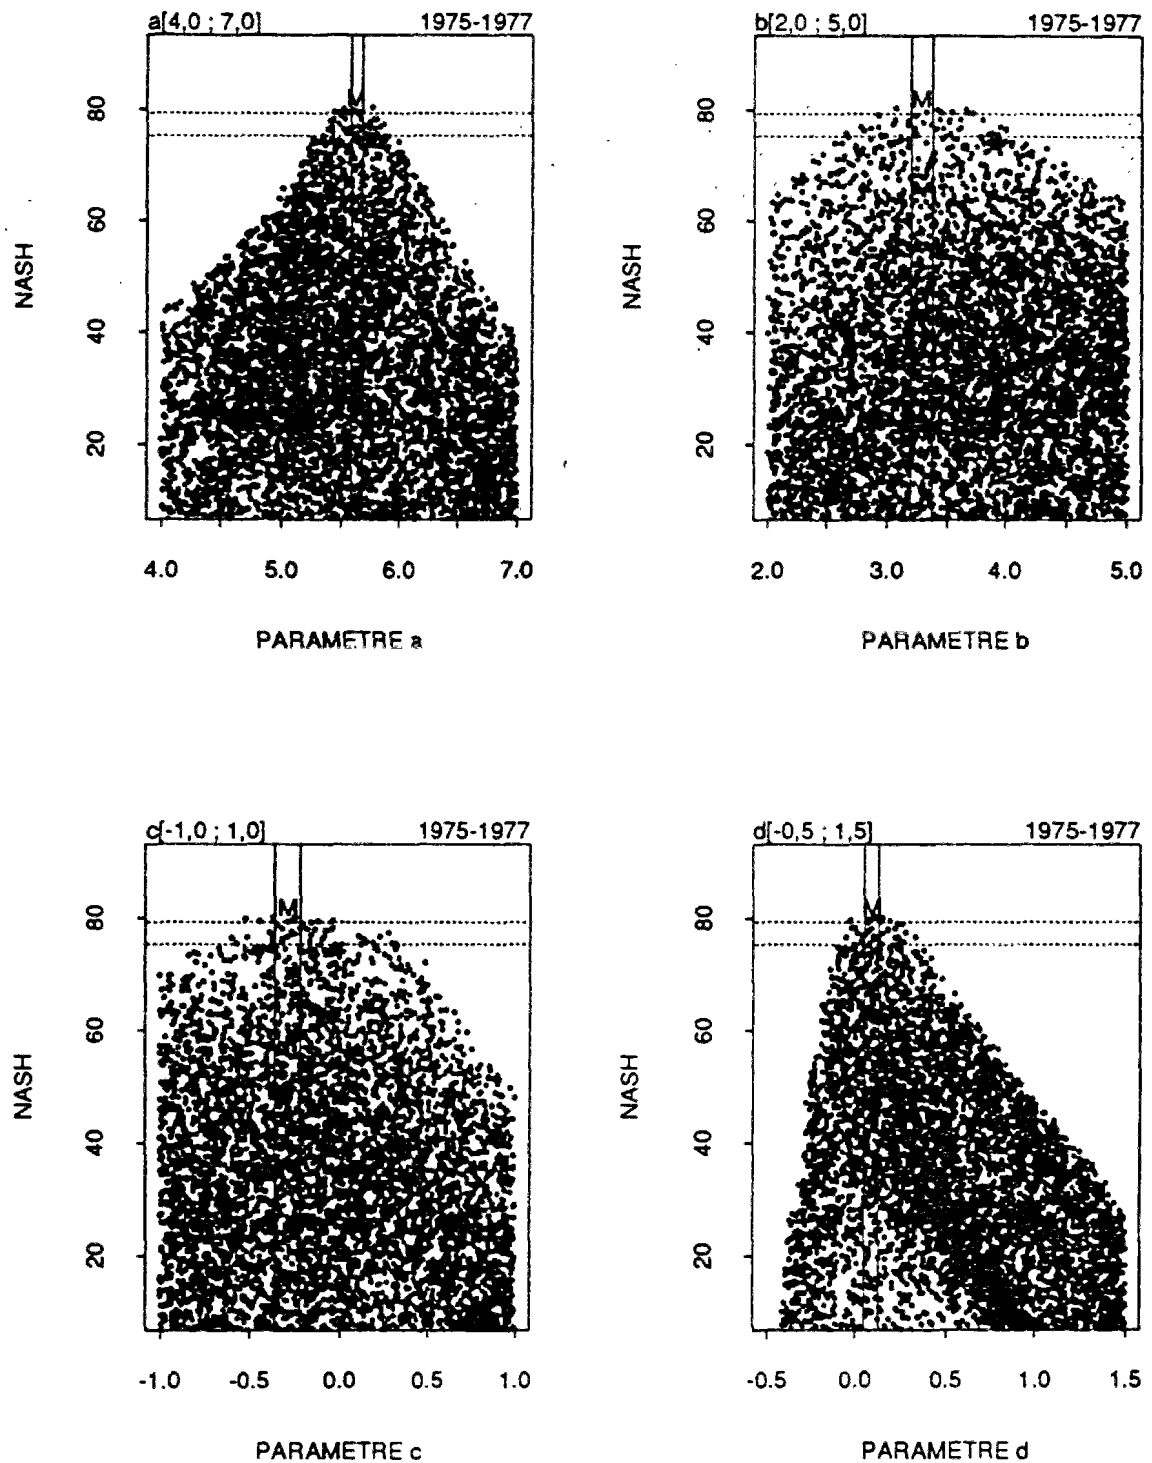 a[4,0 ; 7,0] 1975-1977
M
NASH
80
60
40
20
4.0 5.0 6.0 7.0
PARAMETRE a
b[2,0 ; 5,0] 1975-1977
M
NASH
80
60
40
20
2.0 3.0 4.0 5.0
PARAMETRE b
c[-1,0 ; 1,0] 1975-1977
M
NASH
80
60
40
20
-1.0 -0.5 0.0 0.5 1.0
PARAMETRE c
d[-0,5 ; 1,5] 1975-1977
M
NASH
80
60
40
20
-0.5 0.0 0.5 1.0 1.5
PARAMETRE d